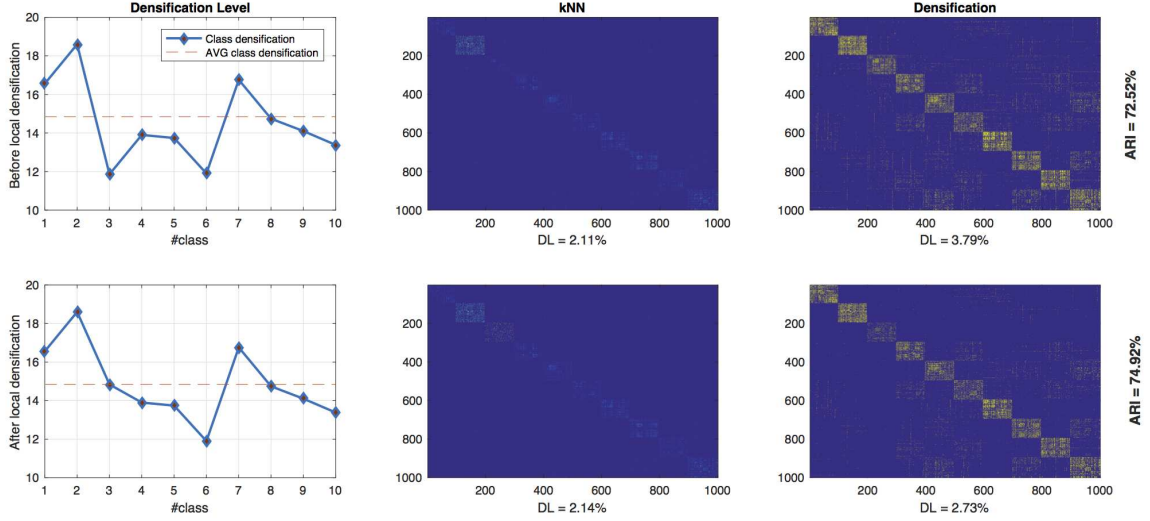 Densification Level
Before local densification
20
18
16
14
12
10
Class densification
AVG class densification
1 2 3 4 5 6 7 8 9 10
#class
kNN
200
400
600
800
1000
200 400 600 800 1000
DL = 2.11%
Densification
200
400
600
800
1000
200 400 600 800 1000
DL = 3.79%
ARI = 72.52%
After local densification
20
18
16
14
12
10
1 2 3 4 5 6 7 8 9 10
#class
200
400
600
800
1000
200 400 600 800 1000
DL = 2.14%
200
400
600
800
1000
200 400 600 800 1000
DL = 2.73%
ARI = 74.92%